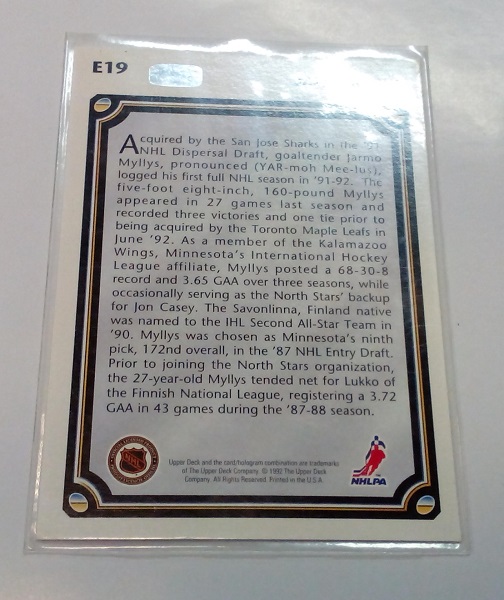 E19
Acquired by the San Jose Sharks in the '91
NHL Dispersal Draft, goaltender Jarmo
Myllys, pronounced (YAR-moh Mee-lus),
logged his first full NHL season in '91-92. The
five-foot eight-inch, 160-pound Myllys
appeared in 27 games last season and
recorded three victories and one tie prior to
being acquired by the Toronto Maple Leafs in
June '92. As a member of the Kalamazoo
Wings, Minnesota's International Hockey
League affiliate, Myllys posted a 68-30-8
record and 3.65 GAA over three seasons, while
occasionally serving as the North Stars' backup
for Jon Casey. The Savonlinna, Finland native
was named to the IHL Second All-Star Team in
'90. Myllys was chosen as Minnesota's ninth
pick, 172nd overall, in the '87 NHL Entry Draft.
Prior to joining the North Stars organization,
the 27-year-old Myllys tended net for Lukko of
the Finnish National League, registering a 3.72
GAA in 43 games during the '87-88 season.
Upper Deck and the card/hologram combination are trademarks
of The Upper Deck Company. © 1992 The Upper Deck
Company. All Rights Reserved. Printed in the U.S.A.
NHL
NHLPA